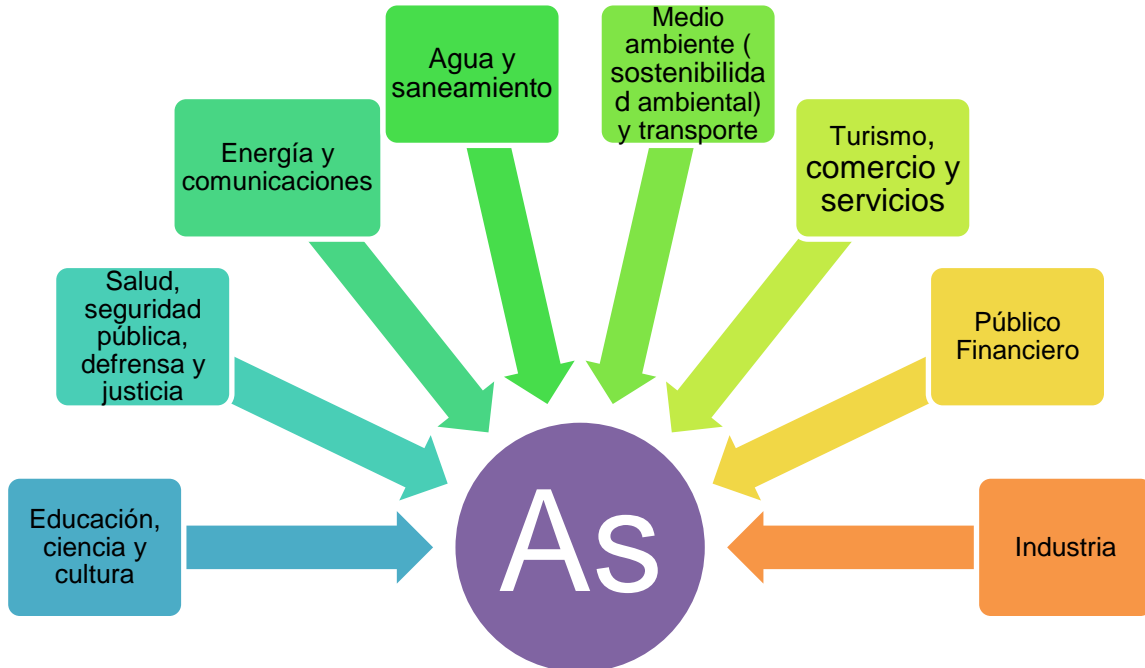 Medio
ambiente (
sostenibilida
d ambiental)
y transporte
Agua y
saneamiento
Turismo,
comercio y
servicios
Energía y
comunicaciones
Salud,
seguridad
pública,
defrensa y
justicia
Público
Financiero
Educación,
ciencia y
cultura
As
Industria